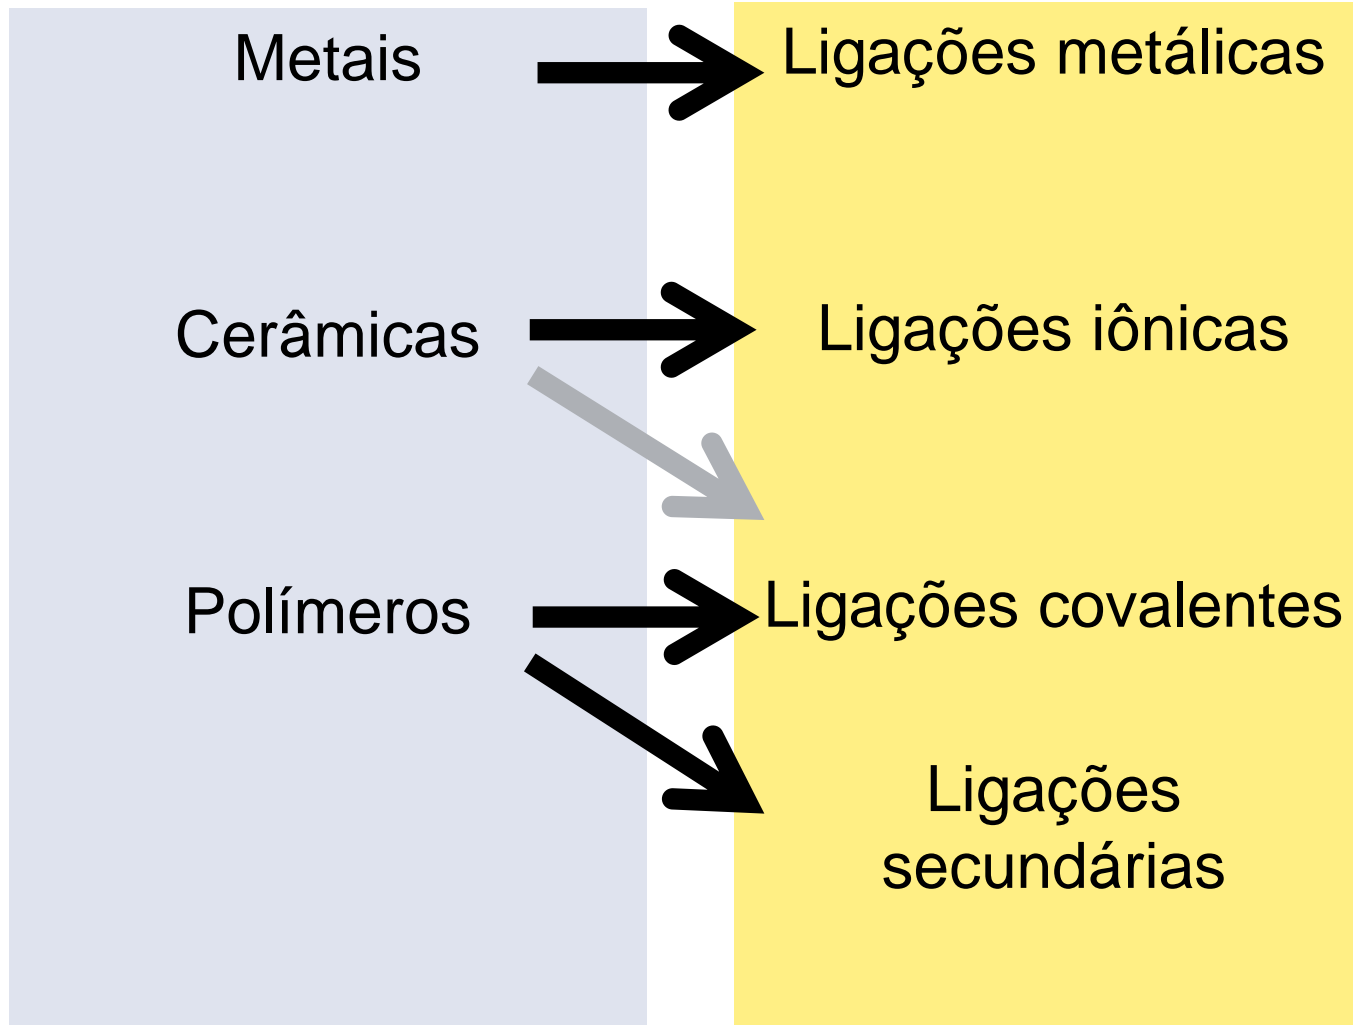 Metais
Ligações metálicas
Cerâmicas
Ligações iônicas
Polímeros
Ligações covalentes
Ligações
secundárias